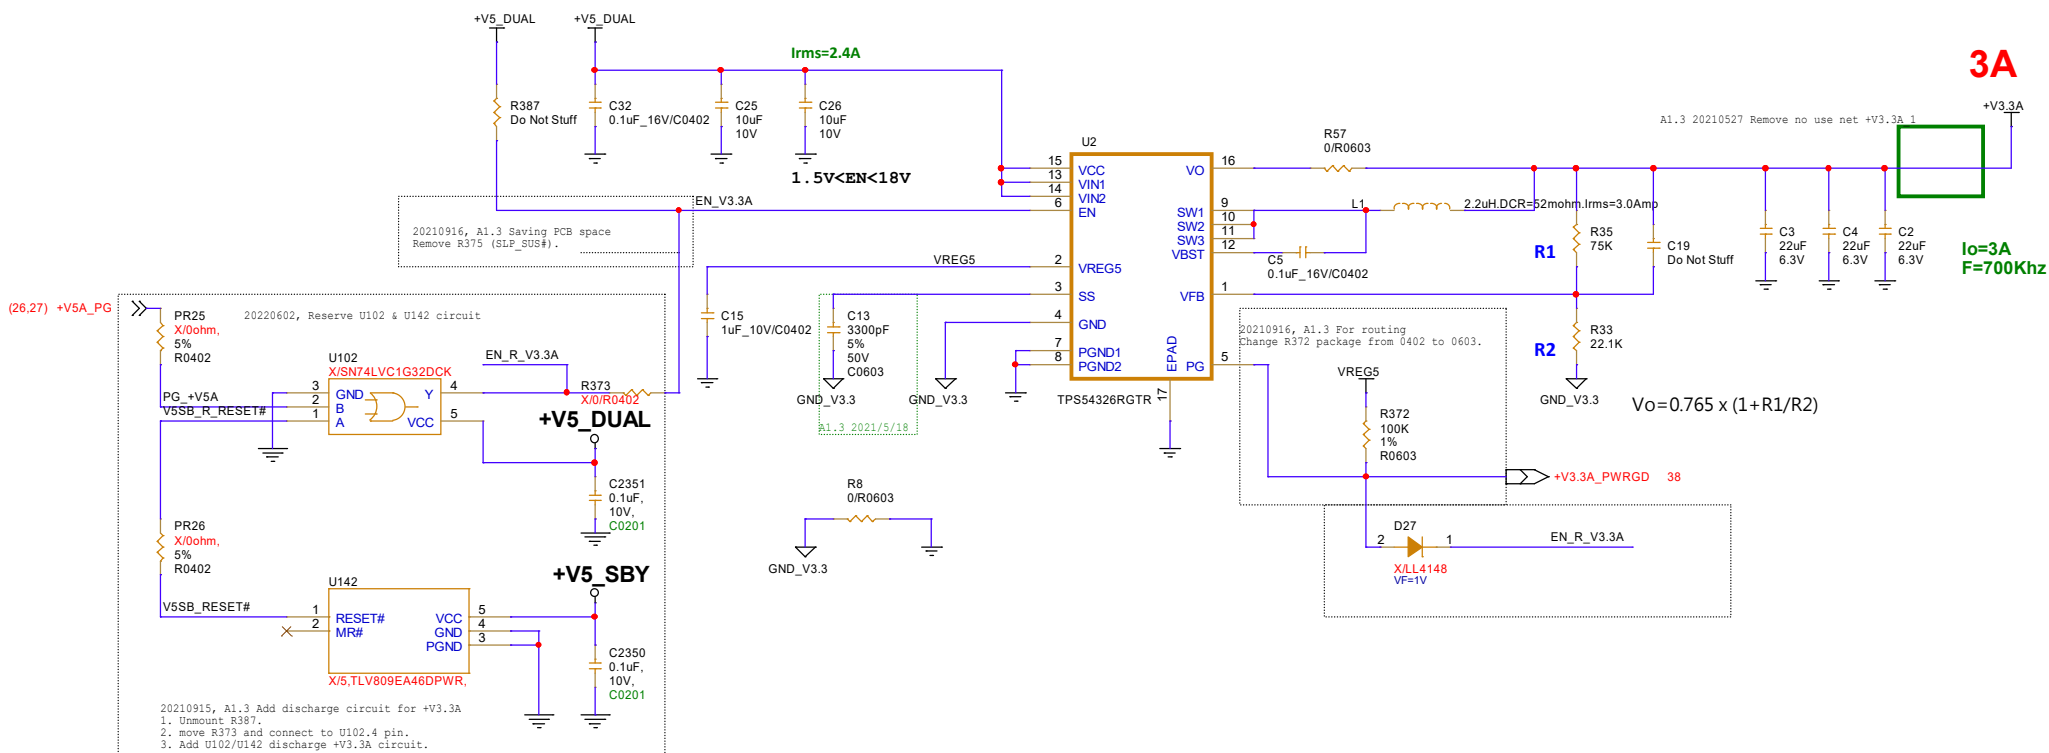 +V5_DUAL
+V5_DUAL
Irms=2.4A
3A
R387
Do Not Stuff
C32
0.1uF_16V/C0402
C25
10uF
10V
C26
10uF
10V
+V3.3A
A1.3 20210527 Remove no use net +V3.3A_1
1.5V<EN<18V
U2
15
13
14
6
2
3
4
7
8
VCC
VIN1
VIN2
EN
VREG5
SS
GND
PGND1
PGND2
VO
SW1
SW2
SW3
VBST
VFB
PG
EPAD
16
9
10
11
12
1
5
17
TPS54326RGTR
R57
0/R0603
L1
2.2uH.DCR=52mohm.Irms=3.0Amp
C5
0.1uF_16V/C0402
R1
R35
75K
C19
Do Not Stuff
C3
22uF
6.3V
C4
22uF
6.3V
C2
22uF
6.3V
Io=3A
F=700Khz
R2
R33
22.1K
GND_V3.3
Vo=0.765 x (1+R1/R2)
EN_V3.3A
20210916, A1.3 Saving PCB space
Remove R375 (SLP_SUS#).
VREG5
C15
1uF_10V/C0402
C13
3300pF
5%
50V
C0603
GND_V3.3
A1.3 2021/5/18
GND_V3.3
20210916, A1.3 For routing
Change R372 package from 0402 to 0603.
VREG5
R372
100K
1%
R0603
+V3.3A_PWRGD 38
D27
2
1
EN_R_V3.3A
X/LL4148
VF=1V
R8
0/R0603
GND_V3.3
(26,27) +V5A_PG
PR25
X/0ohm,
5%
R0402
20220602, Reserve U102 & U142 circuit
U102
X/SN74LVC1G32DCK
EN_R_V3.3A
R373
X/0/R0402
PG_+V5A
V5SB_R_RESET#
3
2
1
GND
B
A
Y
VCC
4
5
+V5_DUAL
C2351
0.1uF,
10V,
C0201
PR26
X/0ohm,
5%
R0402
+V5_SBY
V5SB_RESET#
U142
1
2
RESET#
MR#
VCC
GND
PGND
5
4
3
X/5,TLV809EA46DPWR,
C2350
0.1uF,
10V,
C0201
20210915, A1.3 Add discharge circuit for +V3.3A
1. Unmount R387.
2. move R373 and connect to U102.4 pin.
3. Add U102/U142 discharge +V3.3A circuit.